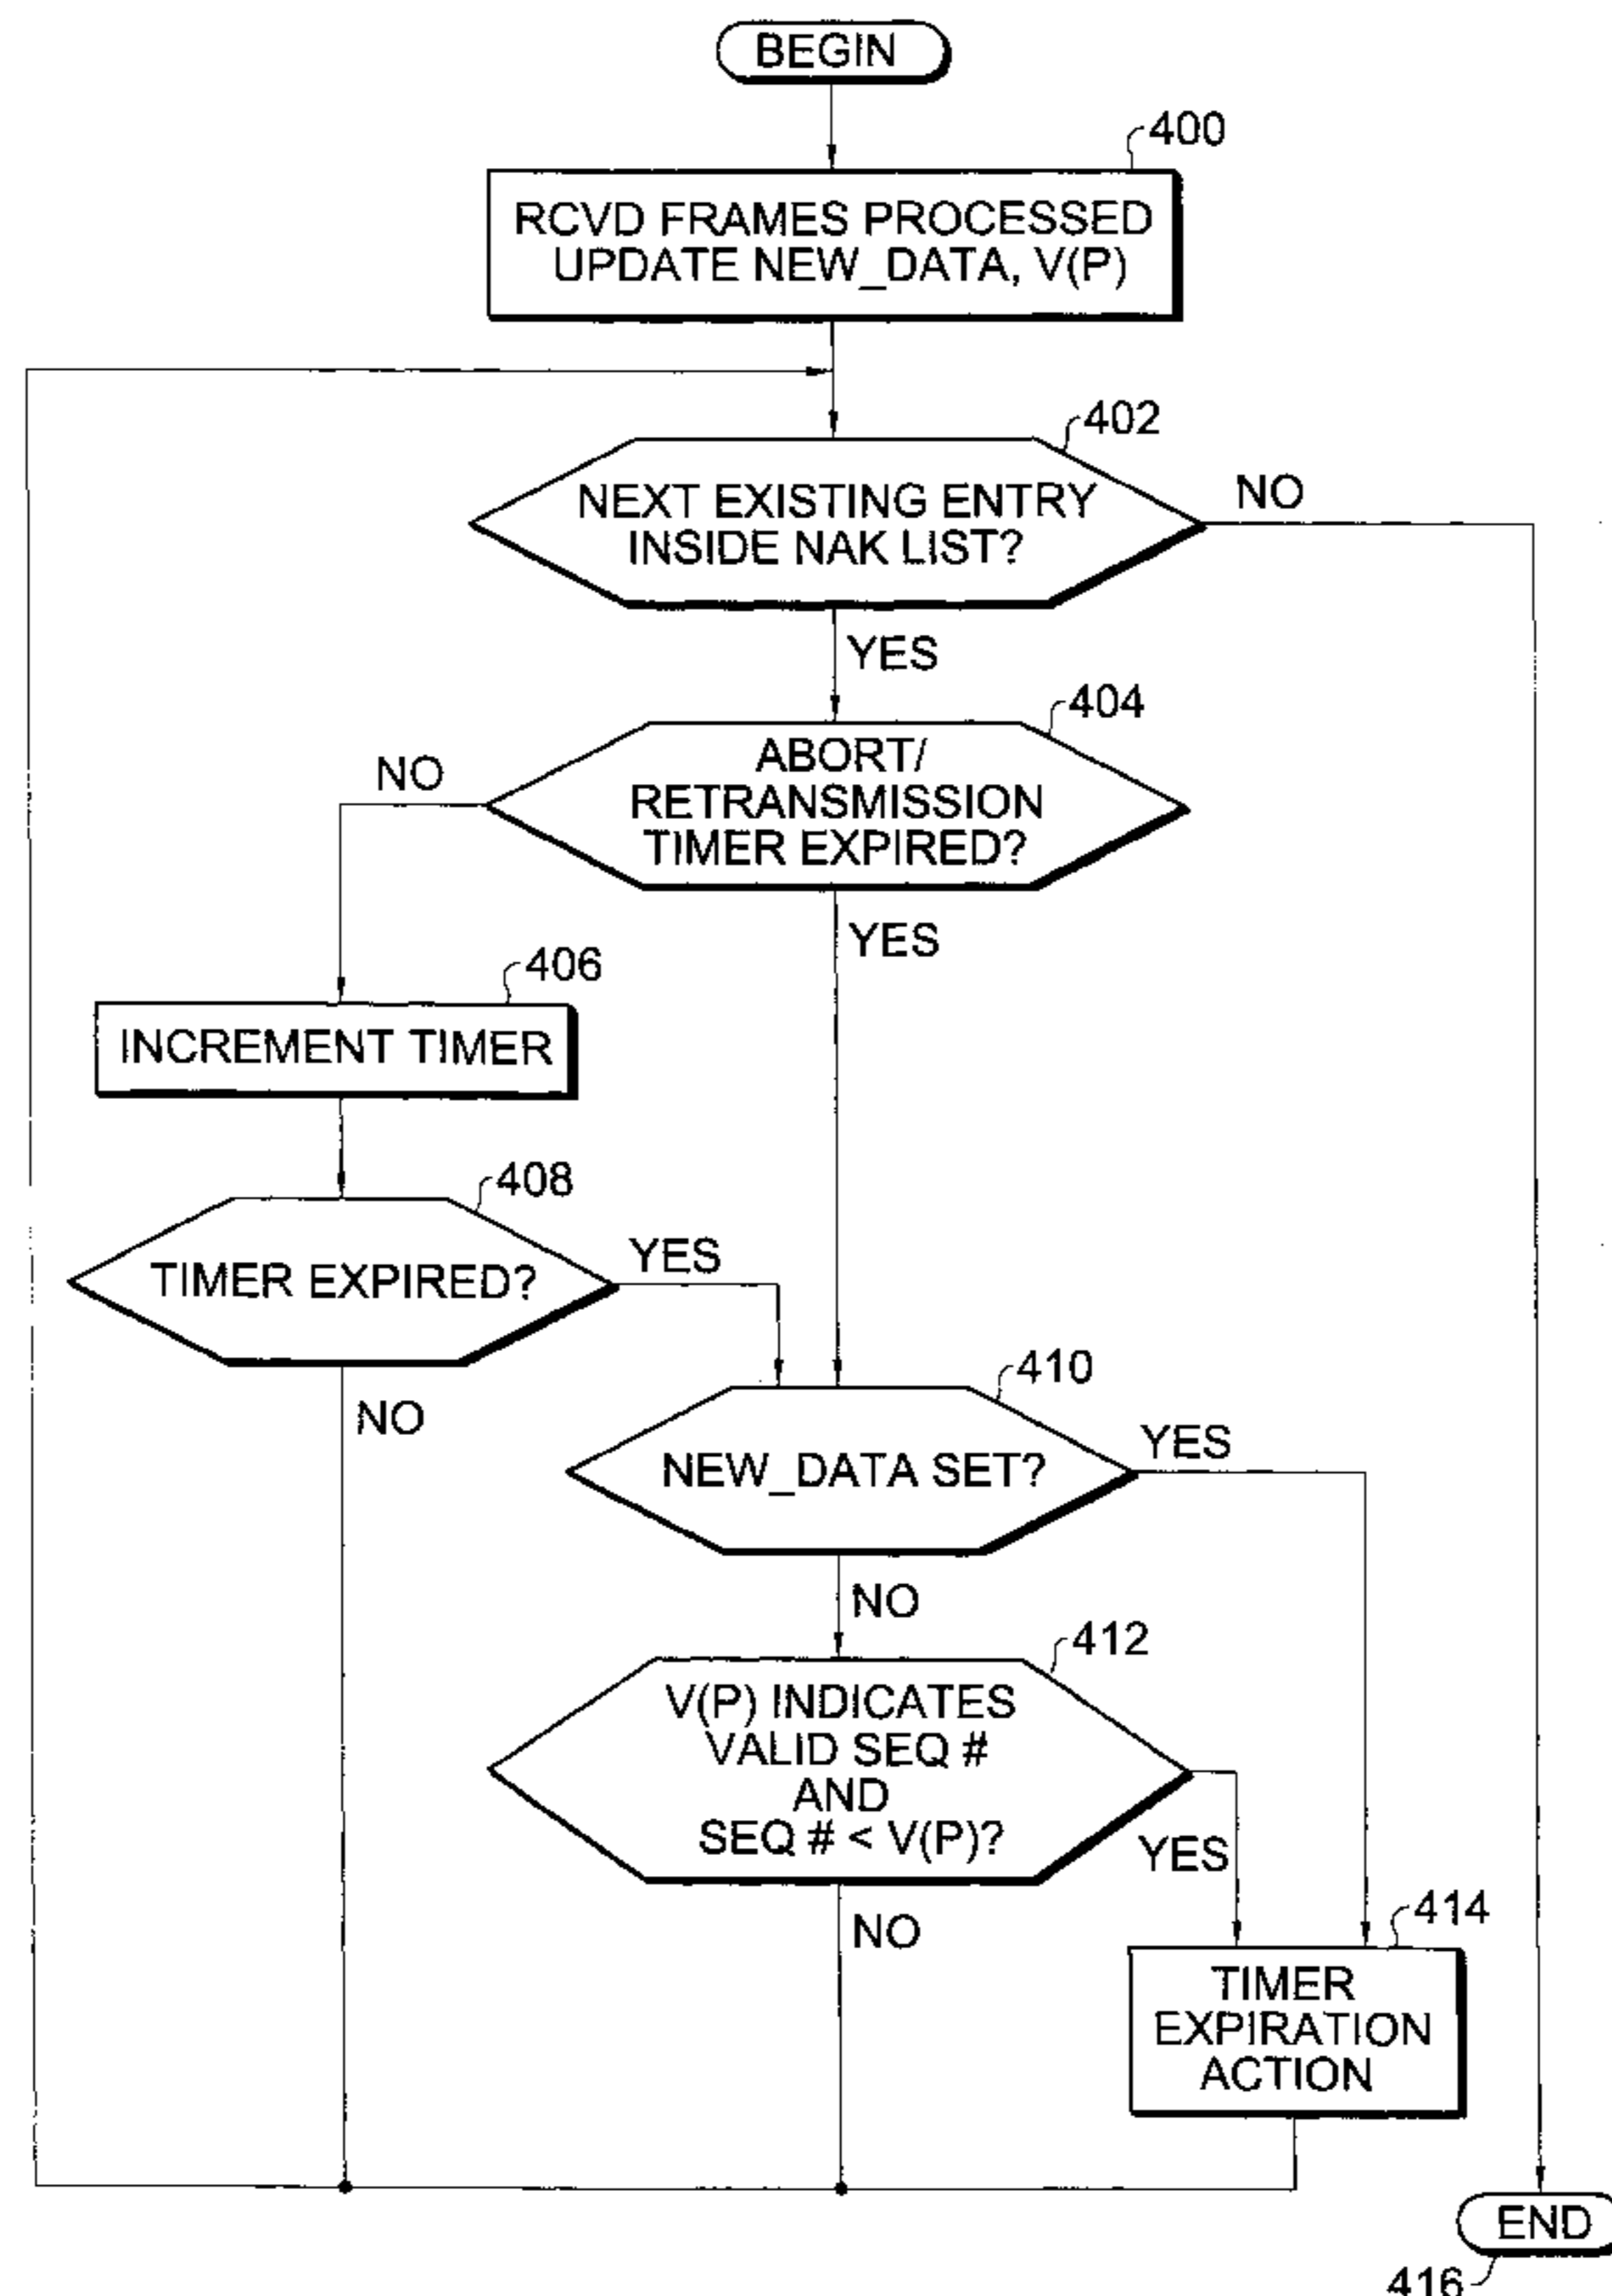 BEGIN
400
RCVD FRAMES PROCESSED
UPDATE NEW_DATA, V(P)
402
NEXT EXISTING ENTRY
INSIDE NAK LIST?
NO
YES
404
ABORT/
RETRANSMISSION
TIMER EXPIRED?
NO
YES
406
INCREMENT TIMER
408
TIMER EXPIRED?
YES
NO
410
NEW_DATA SET?
YES
NO
412
V(P) INDICATES
VALID SEQ #
AND
SEQ # < V(P)?
YES
NO
414
TIMER
EXPIRATION
ACTION
END
416